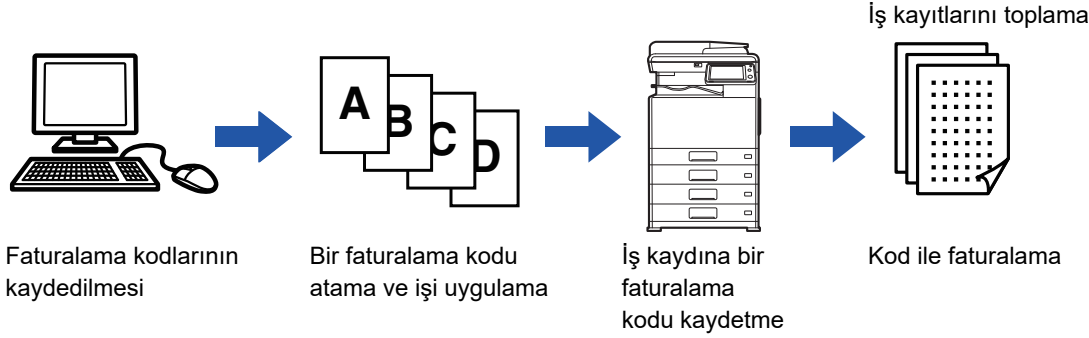 İş kayıtlarını toplama
A
B
C
D
Faturalama kodlarının
kaydedilmesi
Bir faturalama kodu
atama ve işi uygulama
İş kaydına bir
faturalama
kodu kaydetme
Kod ile faturalama